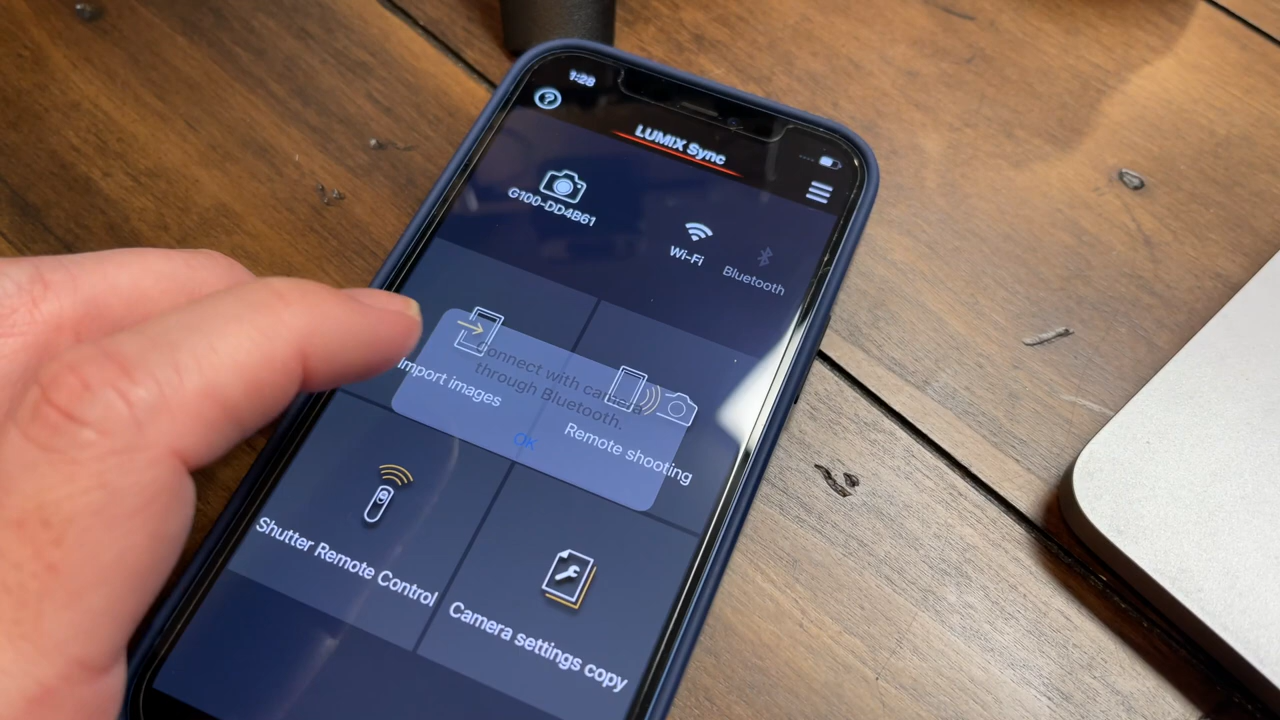 1:28
LUMIX Sync
G100-DD4B61
Wi-Fi
Bluetooth
Connect with camera
through Bluetooth.
OK
Import images
Remote shooting
Shutter Remote Control
Camera settings copy